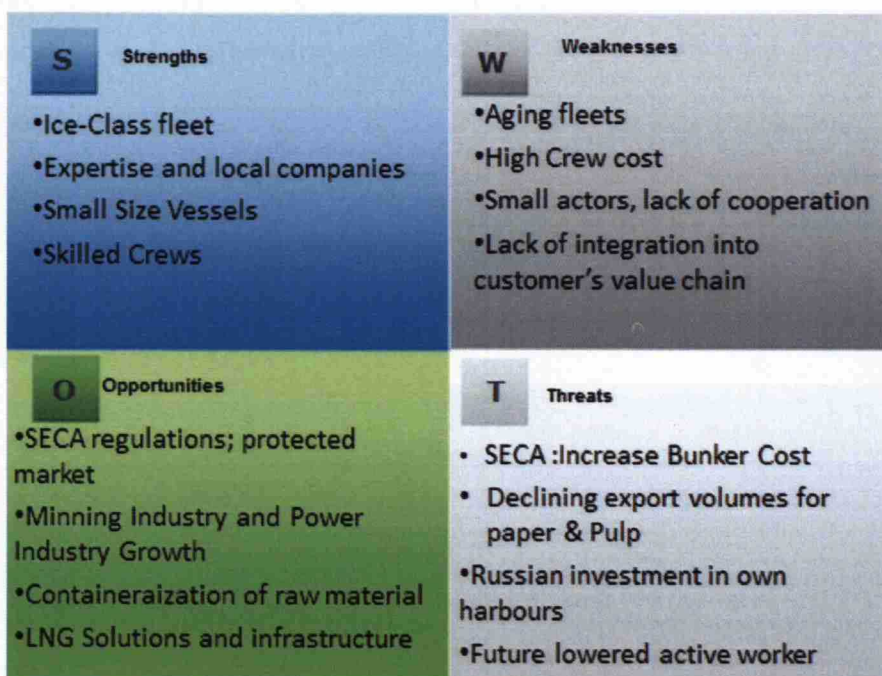 S Strengths
•Ice-Class fleet
•Expertise and local companies
•Small Size Vessels
•Skilled Crews
W Weaknesses
•Aging fleets
•High Crew cost
•Small actors, lack of cooperation
•Lack of integration into
customer's value chain
O Opportunities
•SECA regulations; protected
market
•Minning Industry and Power
Industry Growth
•Containeraization of raw material
•LNG Solutions and infrastructure
T Threats
• SECA :Increase Bunker Cost
• Declining export volumes for
paper & Pulp
•Russian investment in own
harbours
•Future lowered active worker